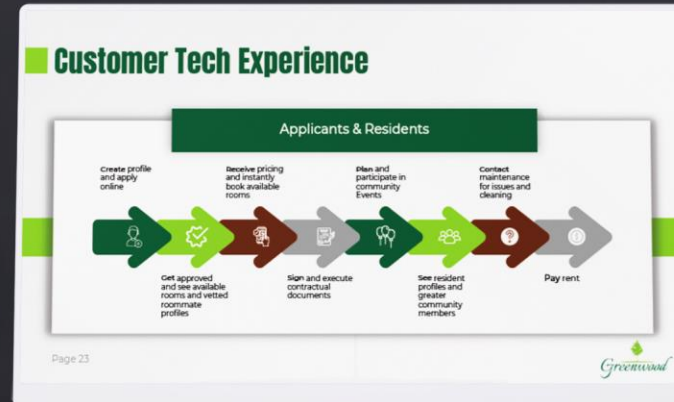 Customer Tech Experience
Applicants & Residents
Create profile
and apply
online
Receive pricing
and instantly
book available
rooms
Plan and
participate in
community
Events
Contact
maintenance
for issues and
cleaning
Get approved
and see available
rooms and vetted
roommate
profiles
Sign and execute
contractual
documents
See resident
profiles and
greater
community
members
Pay rent
Page 23
Greenwood